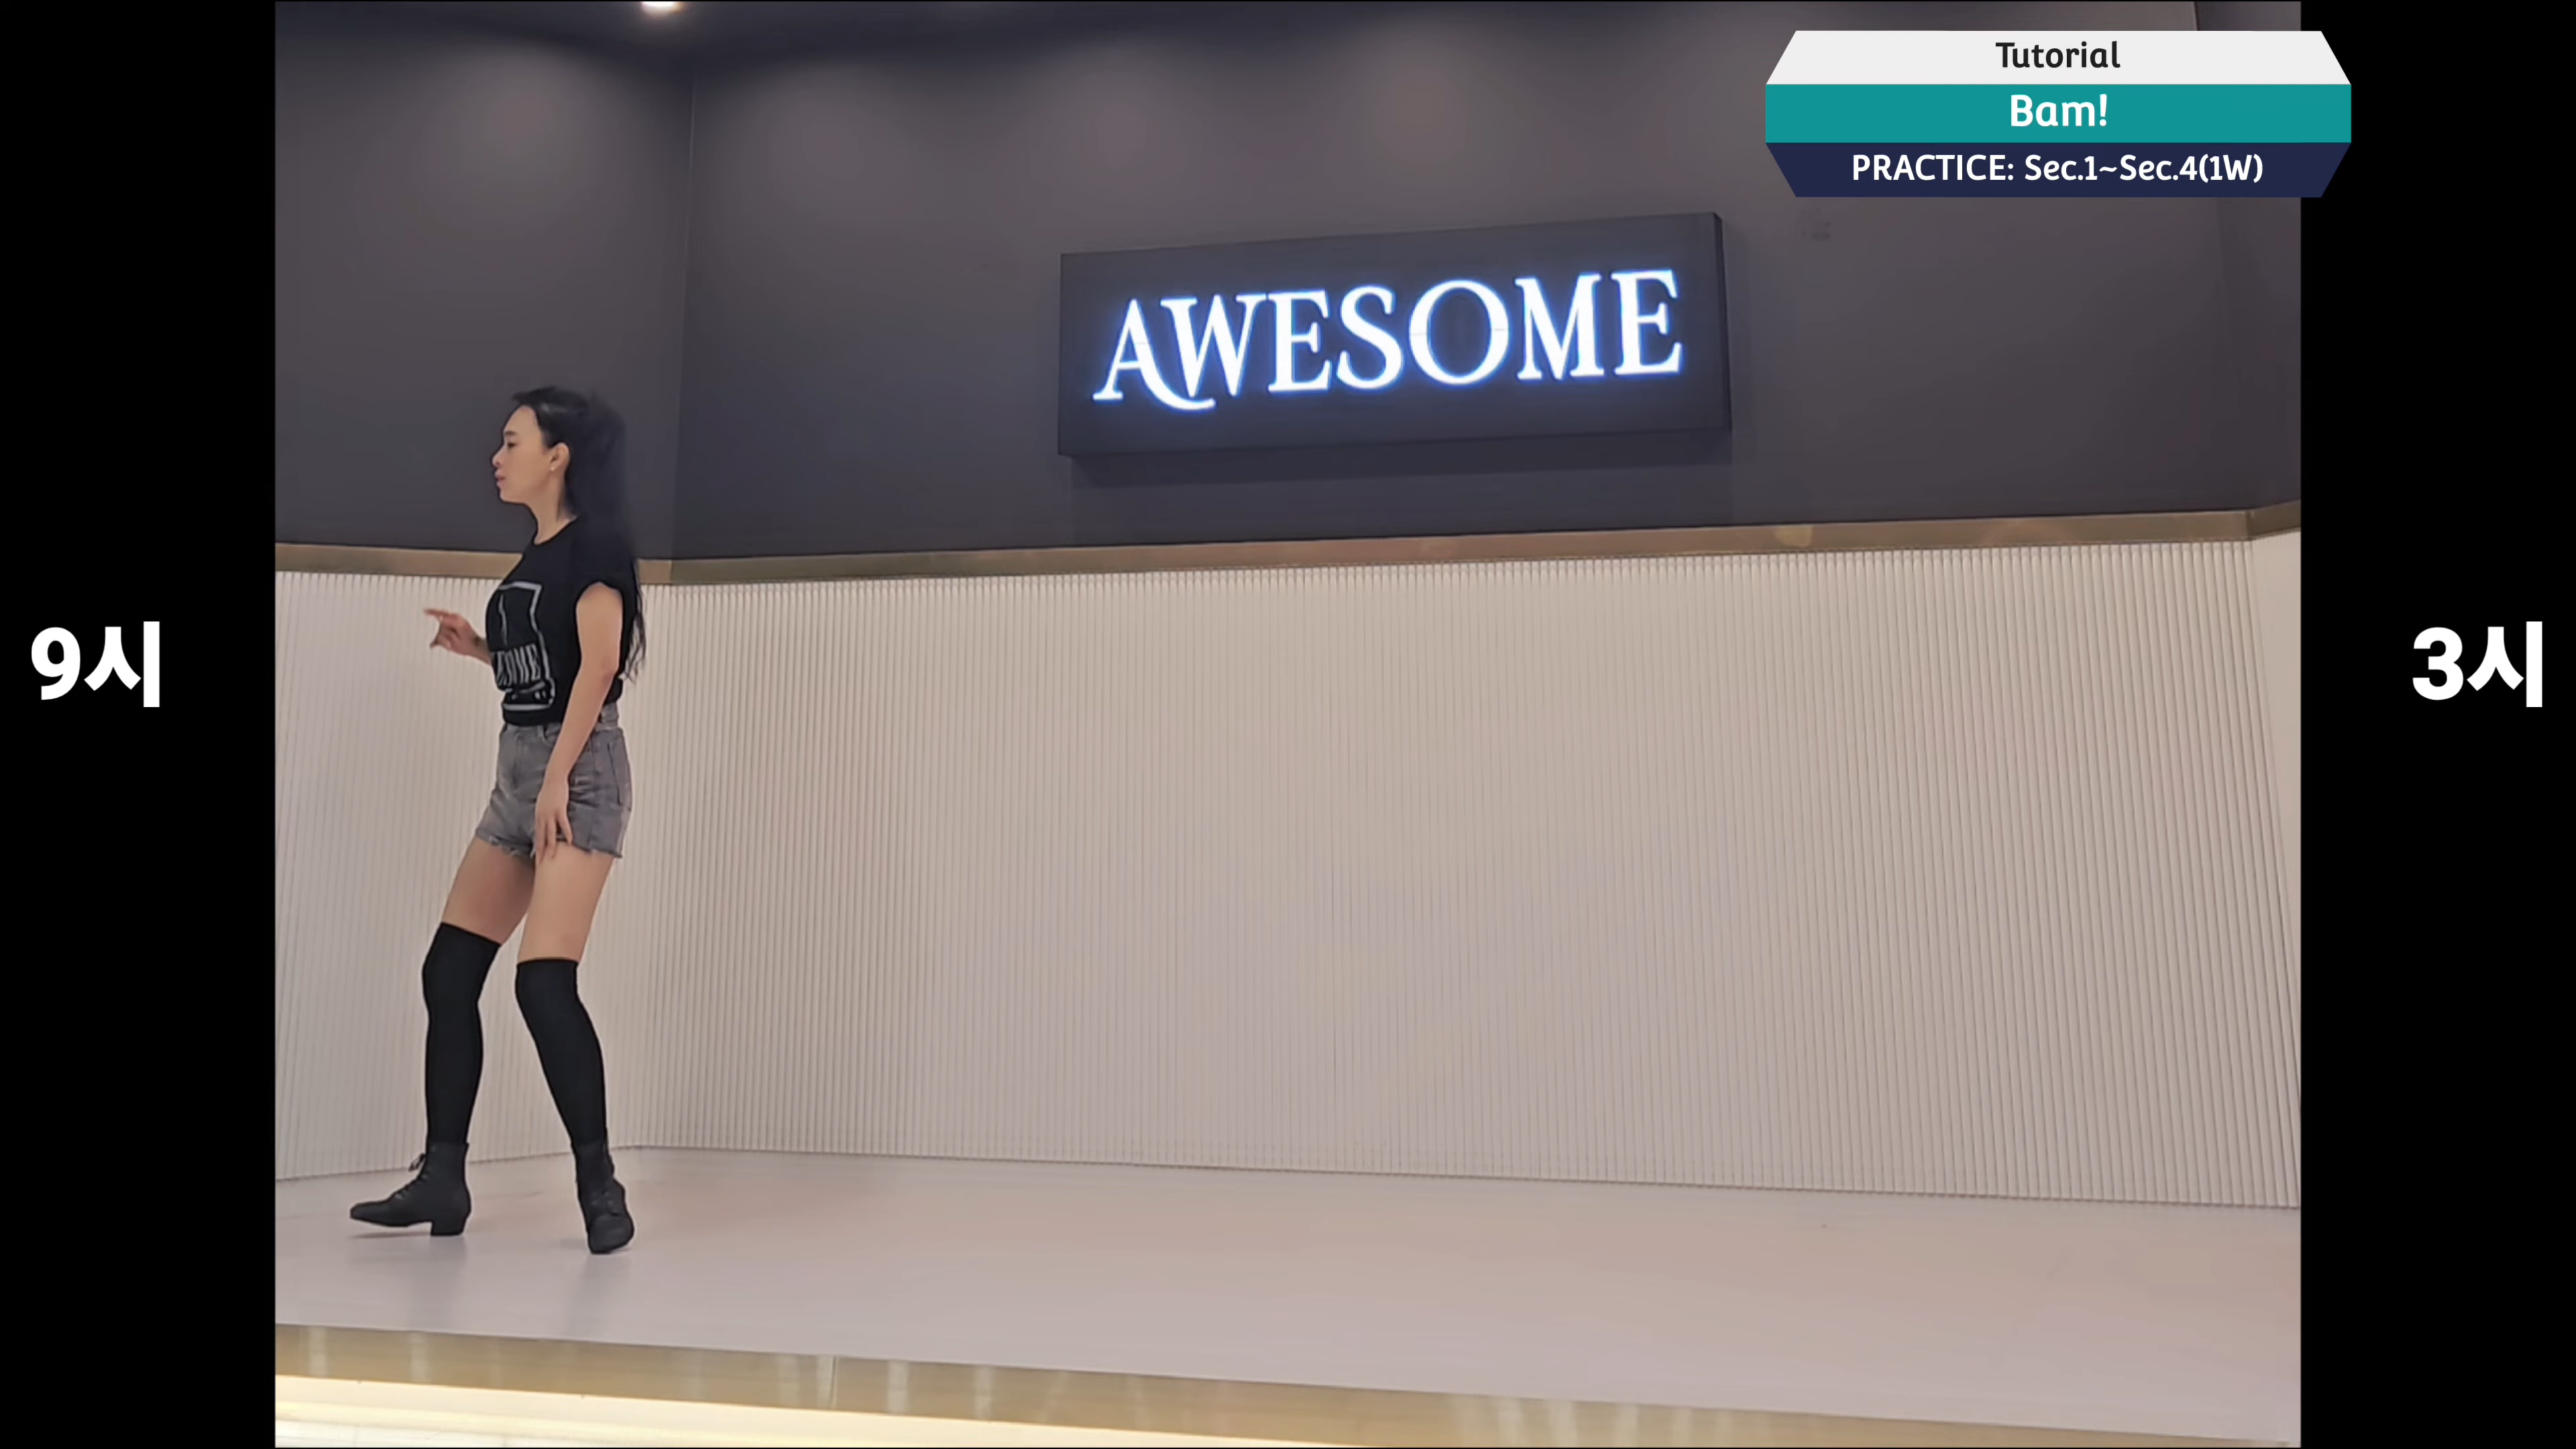 Tutorial
Bam!
PRACTICE: Sec.1~Sec.4(1W)
AWESOME
9시
3시